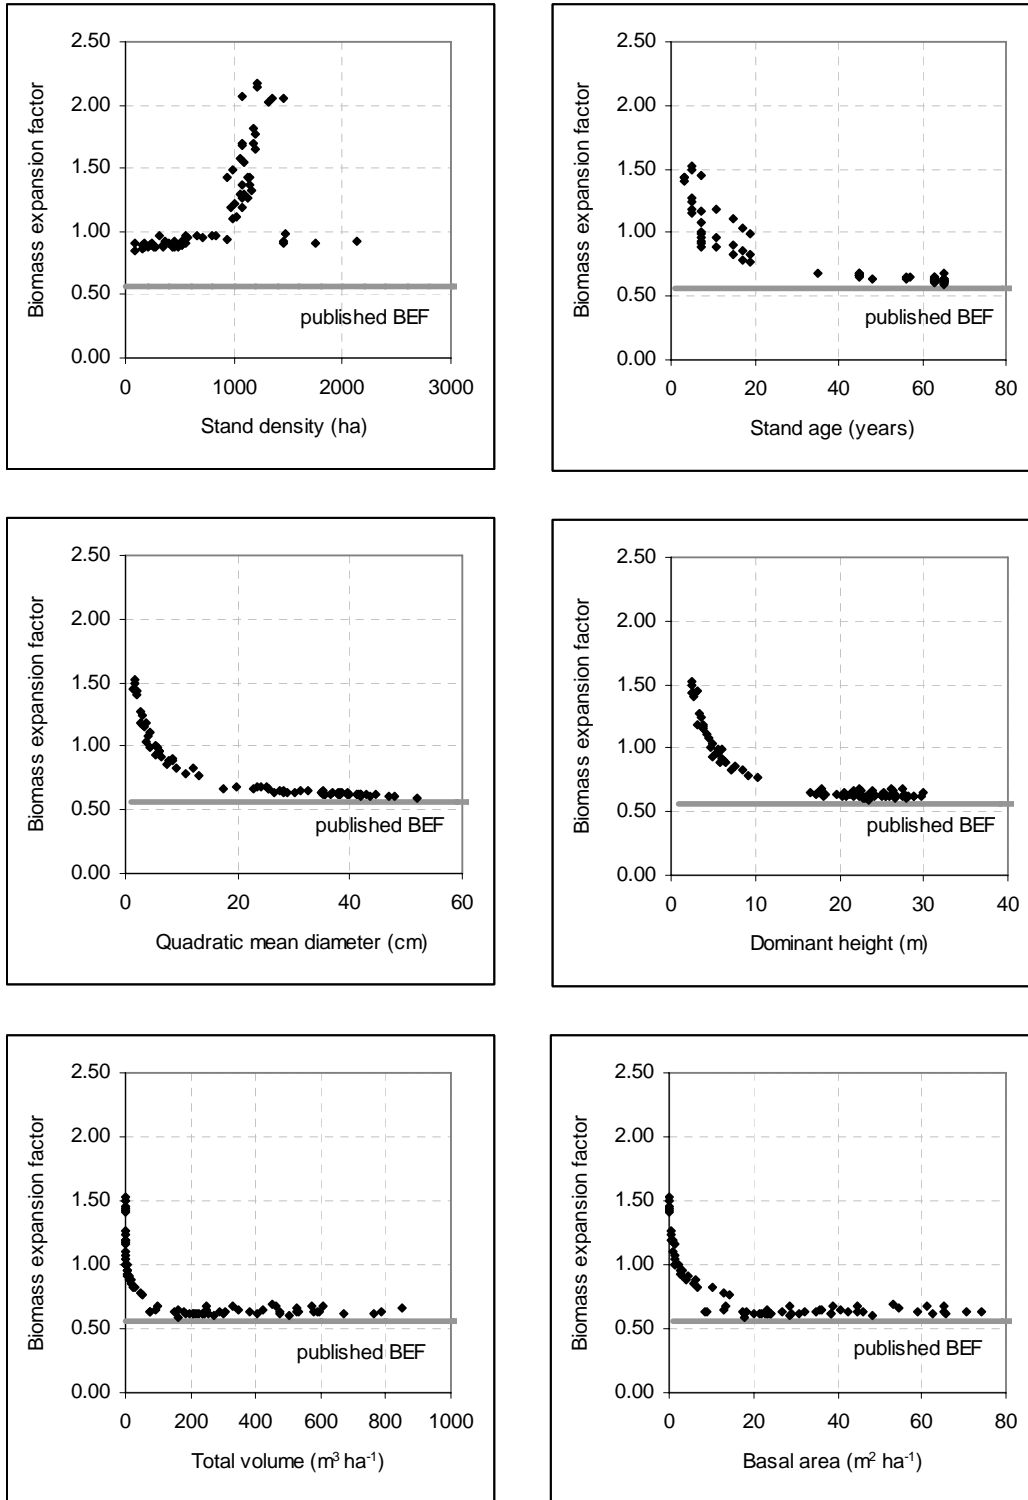 2.50
2.00
1.50
1.00
0.50
0.00
Biomass expansion factor
published BEF
0 1000 2000 3000
Stand density (ha)
2.50
2.00
1.50
1.00
0.50
0.00
Biomass expansion factor
published BEF
0 20 40 60 80
Stand age (years)
2.50
2.00
1.50
1.00
0.50
0.00
Biomass expansion factor
published BEF
0 20 40 60
Quadratic mean diameter (cm)
2.50
2.00
1.50
1.00
0.50
0.00
Biomass expansion factor
published BEF
0 10 20 30 40
Dominant height (m)
2.50
2.00
1.50
1.00
0.50
0.00
Biomass expansion factor
published BEF
0 200 400 600 800 1000
Total volume (m³ ha⁻¹)
2.50
2.00
1.50
1.00
0.50
0.00
Biomass expansion factor
published BEF
0 20 40 60 80
Basal area (m² ha⁻¹)